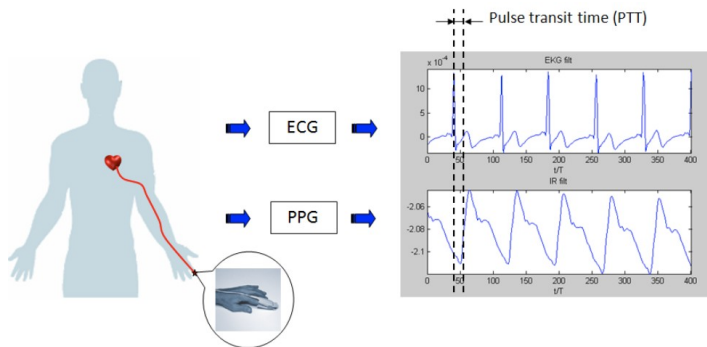 Pulse transit time (PTT)
EKG filt
x 10⁻⁴
10
5
0
0 50 100 150 200 250 300 350 400
t/T
ECG
IR filt
-2.06
-2.08
-2.1
0 50 100 150 200 250 300 350 400
t/T
PPG